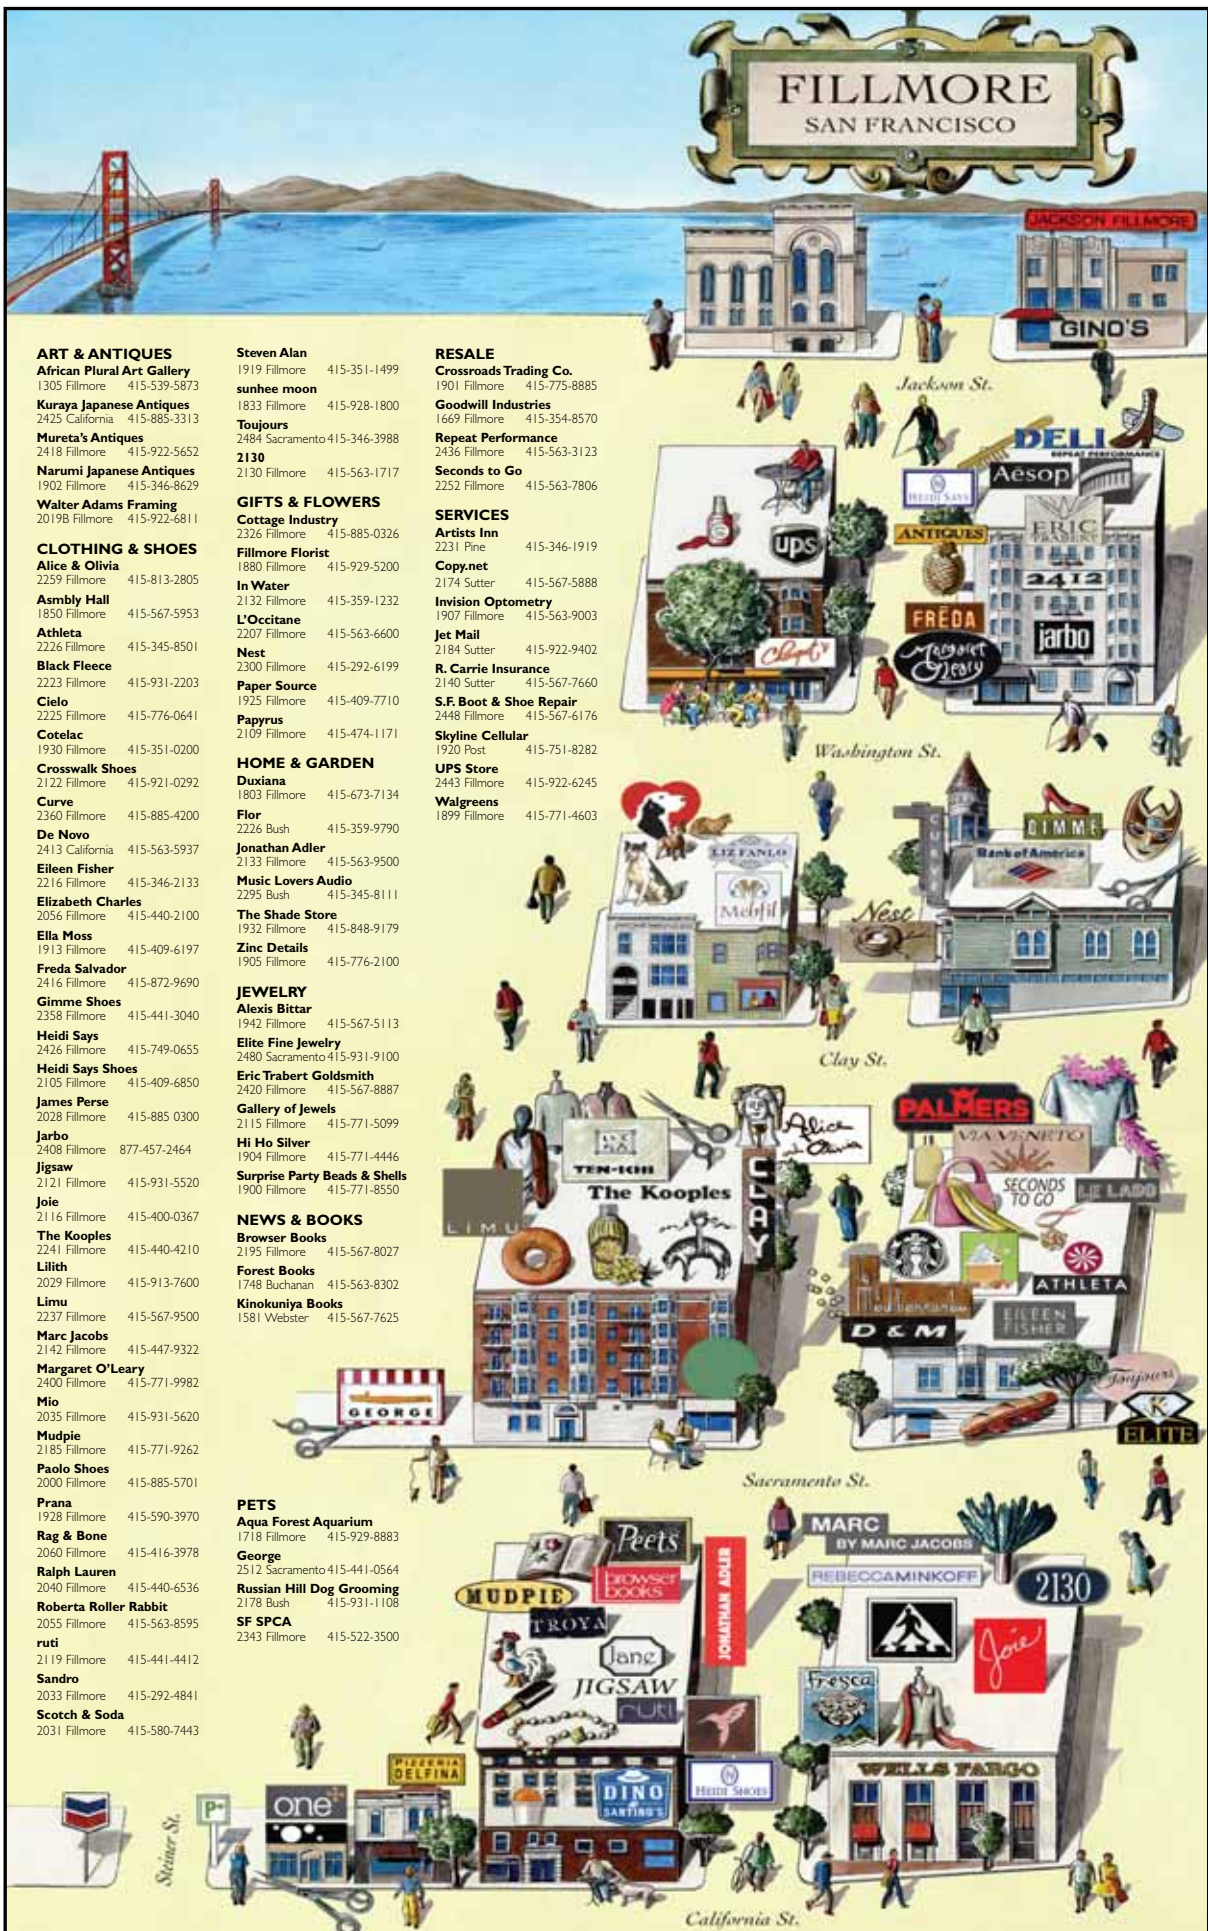 FILLMORE
SAN FRANCISCO
JACKSON FILLMORE
GINO'S
Jackson St.
ART & ANTIQUES
African Plural Art Gallery
1305 Fillmore 415-539-5873
Kuraya Japanese Antiques
2425 California 415-885-3313
Mureta's Antiques
2418 Fillmore 415-922-5652
Narumi Japanese Antiques
1902 Fillmore 415-346-8629
Walter Adams Framing
2019B Fillmore 415-922-6811
CLOTHING & SHOES
Alice & Olivia
2259 Fillmore 415-813-2805
Asmbly Hall
1850 Fillmore 415-567-5953
Athleta
2226 Fillmore 415-345-8501
Black Fleece
2223 Fillmore 415-931-2203
Cielo
2225 Fillmore 415-776-0641
Cotelac
1930 Fillmore 415-351-0200
Crosswalk Shoes
2122 Fillmore 415-921-0292
Curve
2360 Fillmore 415-885-4200
De Novo
2413 California 415-563-5937
Eileen Fisher
2216 Fillmore 415-346-2133
Elizabeth Charles
2056 Fillmore 415-440-2100
Ella Moss
1913 Fillmore 415-409-6197
Freda Salvador
2416 Fillmore 415-872-9690
Gimme Shoes
2358 Fillmore 415-441-3040
Heidi Says
2426 Fillmore 415-749-0655
Heidi Says Shoes
2105 Fillmore 415-409-6850
James Perse
2028 Fillmore 415-885 0300
Jarbo
2408 Fillmore 877-457-2464
Jigsaw
2121 Fillmore 415-931-5520
Joie
2116 Fillmore 415-400-0367
The Kooples
2241 Fillmore 415-440-4210
Lilith
2029 Fillmore 415-913-7600
Limu
2237 Fillmore 415-567-9500
Marc Jacobs
2142 Fillmore 415-447-9322
Margaret O'Leary
2400 Fillmore 415-771-9982
Mio
2035 Fillmore 415-931-5620
Mudpie
2185 Fillmore 415-771-9262
Paolo Shoes
2000 Fillmore 415-885-5701
Prana
1928 Fillmore 415-590-3970
Rag & Bone
2060 Fillmore 415-416-3978
Ralph Lauren
2040 Fillmore 415-440-6536
Roberta Roller Rabbit
2055 Fillmore 415-563-8595
ruti
2119 Fillmore 415-441-4412
Sandro
2033 Fillmore 415-292-4841
Scotch & Soda
2031 Fillmore 415-580-7443
Steven Alan
1919 Fillmore 415-351-1499
sunhee moon
1833 Fillmore 415-928-1800
Toujours
2484 Sacramento 415-346-3988
2130
2130 Fillmore 415-563-1717
GIFTS & FLOWERS
Cottage Industry
2326 Fillmore 415-885-0326
Fillmore Florist
1880 Fillmore 415-929-5200
In Water
2132 Fillmore 415-359-1232
L'Occitane
2207 Fillmore 415-563-6600
Nest
2300 Fillmore 415-292-6199
Paper Source
1925 Fillmore 415-409-7710
Papyrus
2109 Fillmore 415-474-1171
HOME & GARDEN
Duxiana
1803 Fillmore 415-673-7134
Flor
2226 Bush 415-359-9790
Jonathan Adler
2133 Fillmore 415-563-9500
Music Lovers Audio
2295 Bush 415-345-8111
The Shade Store
1932 Fillmore 415-848-9179
Zinc Details
1905 Fillmore 415-776-2100
JEWELRY
Alexis Bittar
1942 Fillmore 415-567-5113
Elite Fine Jewelry
2480 Sacramento 415-931-9100
Eric Trabert Goldsmith
2420 Fillmore 415-567-8887
Gallery of Jewels
2115 Fillmore 415-771-5099
Hi Ho Silver
1904 Fillmore 415-771-4446
Surprise Party Beads & Shells
1900 Fillmore 415-771-8550
NEWS & BOOKS
Browser Books
2195 Fillmore 415-567-8027
Forest Books
1748 Buchanan 415-563-8302
Kinokuniya Books
1581 Webster 415-567-7625
PETS
Aqua Forest Aquarium
1718 Fillmore 415-929-8883
George
2512 Sacramento 415-441-0564
Russian Hill Dog Grooming
2178 Bush 415-931-1108
SF SPCA
2343 Fillmore 415-522-3500
RESALE
Crossroads Trading Co.
1901 Fillmore 415-775-8885
Goodwill Industries
1669 Fillmore 415-354-8570
Repeat Performance
2436 Fillmore 415-563-3123
Seconds to Go
2252 Fillmore 415-563-7806
SERVICES
Artists Inn
2231 Pine 415-346-1919
Copy.net
2174 Sutter 415-567-5888
Invision Optometry
1907 Fillmore 415-563-9003
Jet Mail
2184 Sutter 415-922-9402
R. Carrie Insurance
2140 Sutter 415-567-7660
S.F. Boot & Shoe Repair
2448 Fillmore 415-567-6176
Skyline Cellular
1920 Post 415-751-8282
UPS Store
2443 Fillmore 415-922-6245
Walgreens
1899 Fillmore 415-771-4603
DELI
REPEAT PERFORMANCE
Aesop
HEIDI SAYS
ERIC
TRABERT
ANTIQUES
ups
2412
FRĒDA
jarbo
Margaret
O'Leary
Chouquet's
Washington St.
CURVE
GIMME
Bank of America
LIZ FANLO
Mehfil
Nest
Clay St.
PALMERS
Alice
Olivia
VIA VENETO
TEN-ICHI
SECONDS
TO GO
LE LABO
The Kooples
LIMU
CLAY
ATHLETA
Mediterranee
D & M
EILEEN
FISHER
Toujours
K
ELITE
GEORGE
Sacramento St.
Peets
MARC
BY MARC JACOBS
browser
books
JONATHAN ADLER
REBECCAMINKOFF
2130
MUDPIE
TROYA
Jane
Joie
JIGSAW
ruti
Fresca
PIZZERIA
DELFINA
HEIDI SHOES
WELLS FARGO
DINO
SANTINO'S
P
one
Steiner St.
California St.